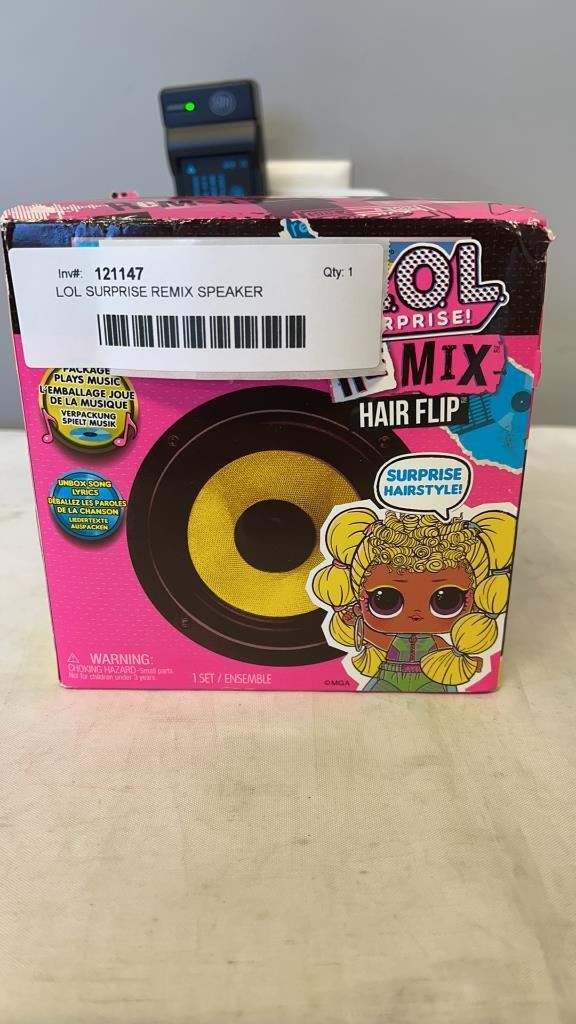 Inv#: 121147 Qty: 1
LOL SURPRISE REMIX SPEAKER
L.O.L.
RPRISE!
MIX
HAIR FLIP
PACKAGE
PLAYS MUSIC
L'EMBALLAGE JOUE
DE LA MUSIQUE
VERPACKUNG
SPIELT MUSIK
UNBOX SONG
LYRICS
DÉBALLEZ LES PAROLES
DE LA CHANSON
LIEDERTEXTE
AUSPACKEN
SURPRISE
HAIRSTYLE!
WARNING:
CHOKING HAZARD-Small parts.
Not for children under 3 years.
1 SET / ENSEMBLE
©MGA